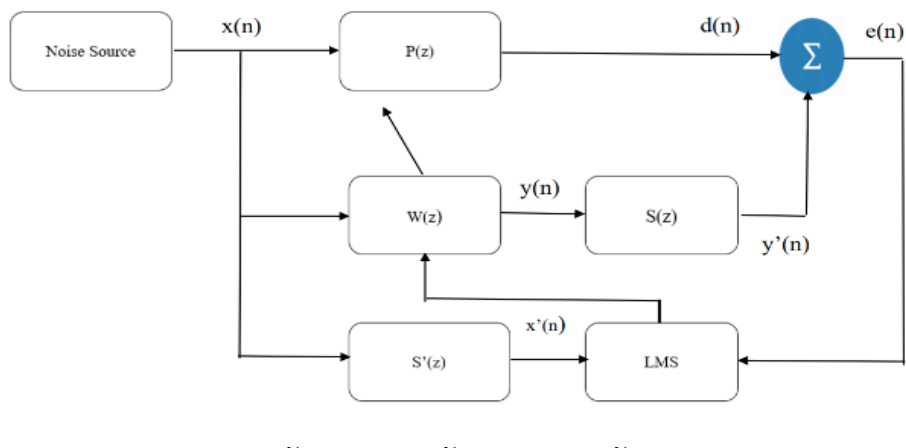 x(n)
d(n)
e(n)
Noise Source
P(z)
Σ
y(n)
W(z)
S(z)
y’(n)
x’(n)
S’(z)
LMS